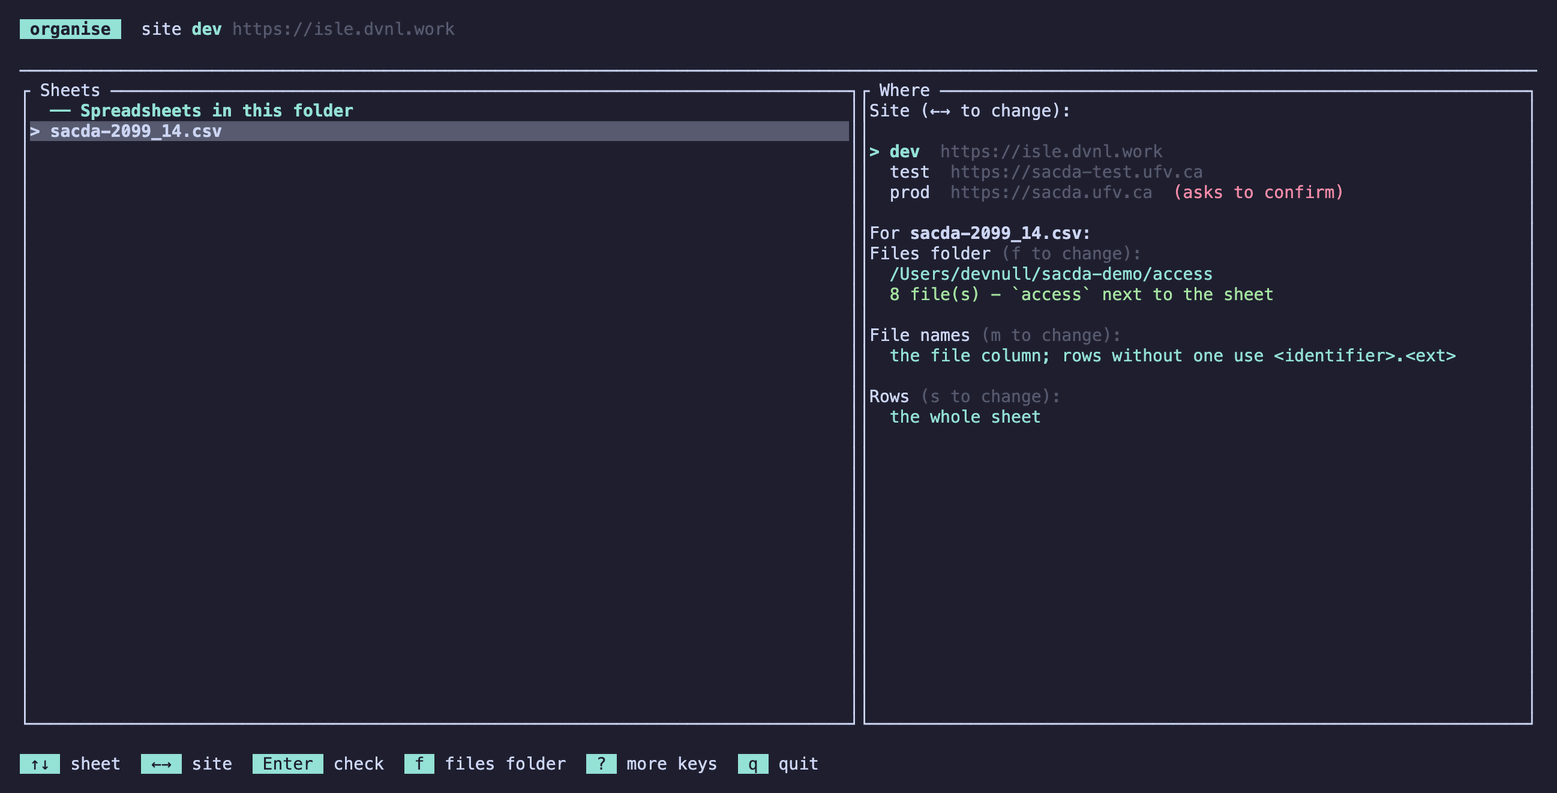 organise site dev https://isle.dvnl.work
Sheets
—— Spreadsheets in this folder
> sacda-2099_14.csv
Where
Site (←→ to change):
> dev https://isle.dvnl.work
test https://sacda-test.ufv.ca
prod https://sacda.ufv.ca (asks to confirm)
For sacda-2099_14.csv:
Files folder (f to change):
/Users/devnull/sacda-demo/access
8 file(s) — `access` next to the sheet
File names (m to change):
the file column; rows without one use <identifier>.<ext>
Rows (s to change):
the whole sheet
↑↓ sheet ←→ site Enter check f files folder ? more keys q quit